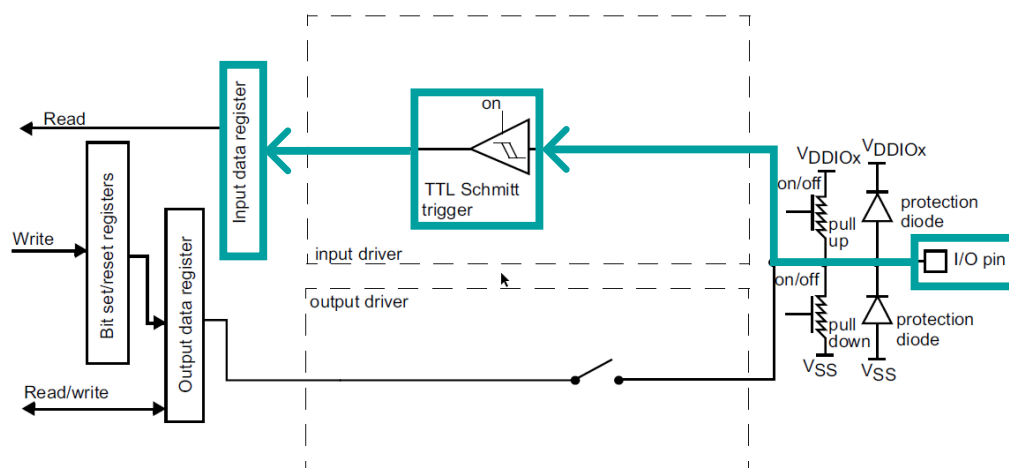 Read
Input data register
on
TTL Schmitt
trigger
input driver
Write
Bit set/reset registers
Output data register
Read/write
output driver
VDDIOx
on/off
pull
up
VDDIOx
protection
diode
I/O pin
on/off
pull
down
VSS
protection
diode
VSS